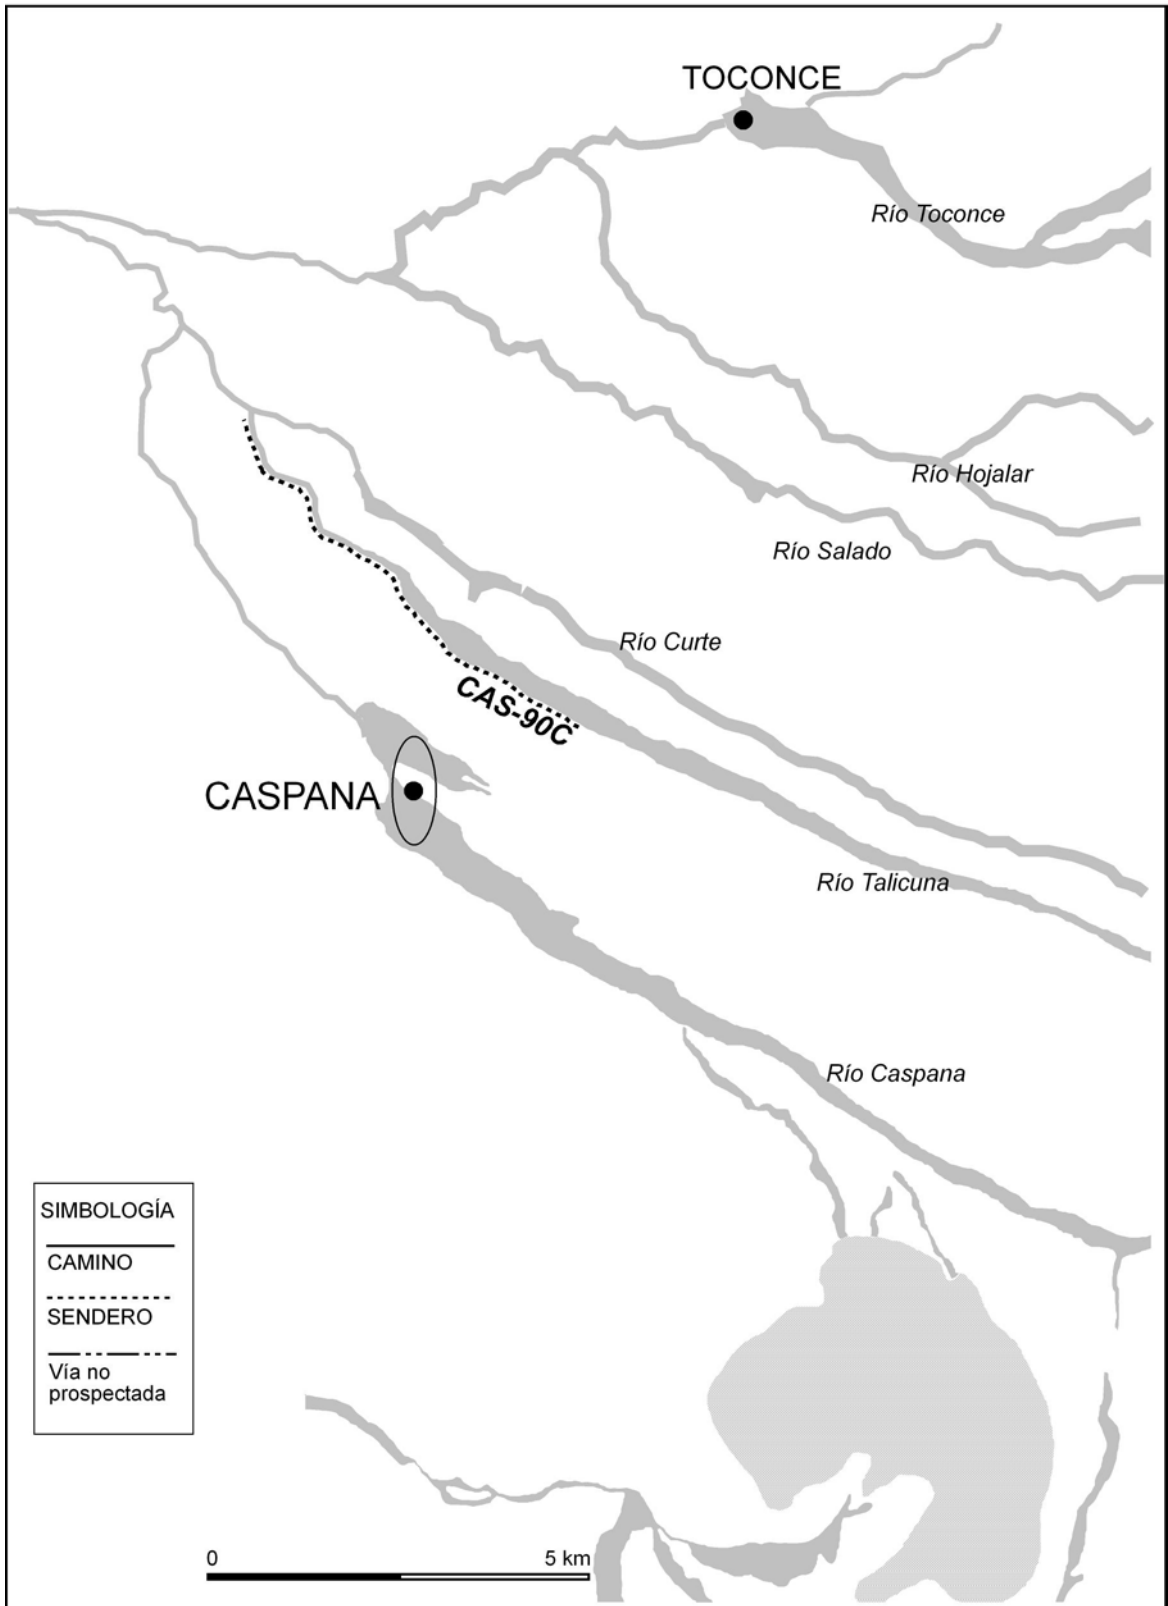 TOCONCE
Río Toconce
Río Hojalar
Río Salado
Río Curte
CAS-90C
CASPANA
Río Talicuna
Río Caspana
SIMBOLOGÍA
CAMINO
SENDERO
Vía no
prospectada
0 5 km